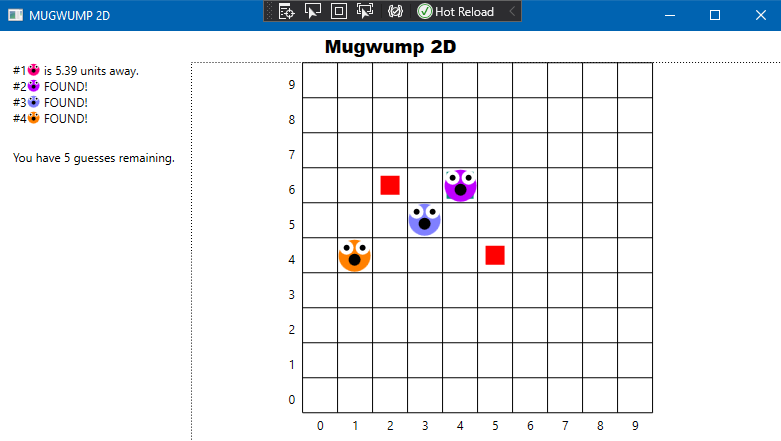 MUGWUMP 2D
Hot Reload
Mugwump 2D
#1 is 5.39 units away.
#2 FOUND!
#3 FOUND!
#4 FOUND!
You have 5 guesses remaining.
9
8
7
6
5
4
3
2
1
0
0 1 2 3 4 5 6 7 8 9